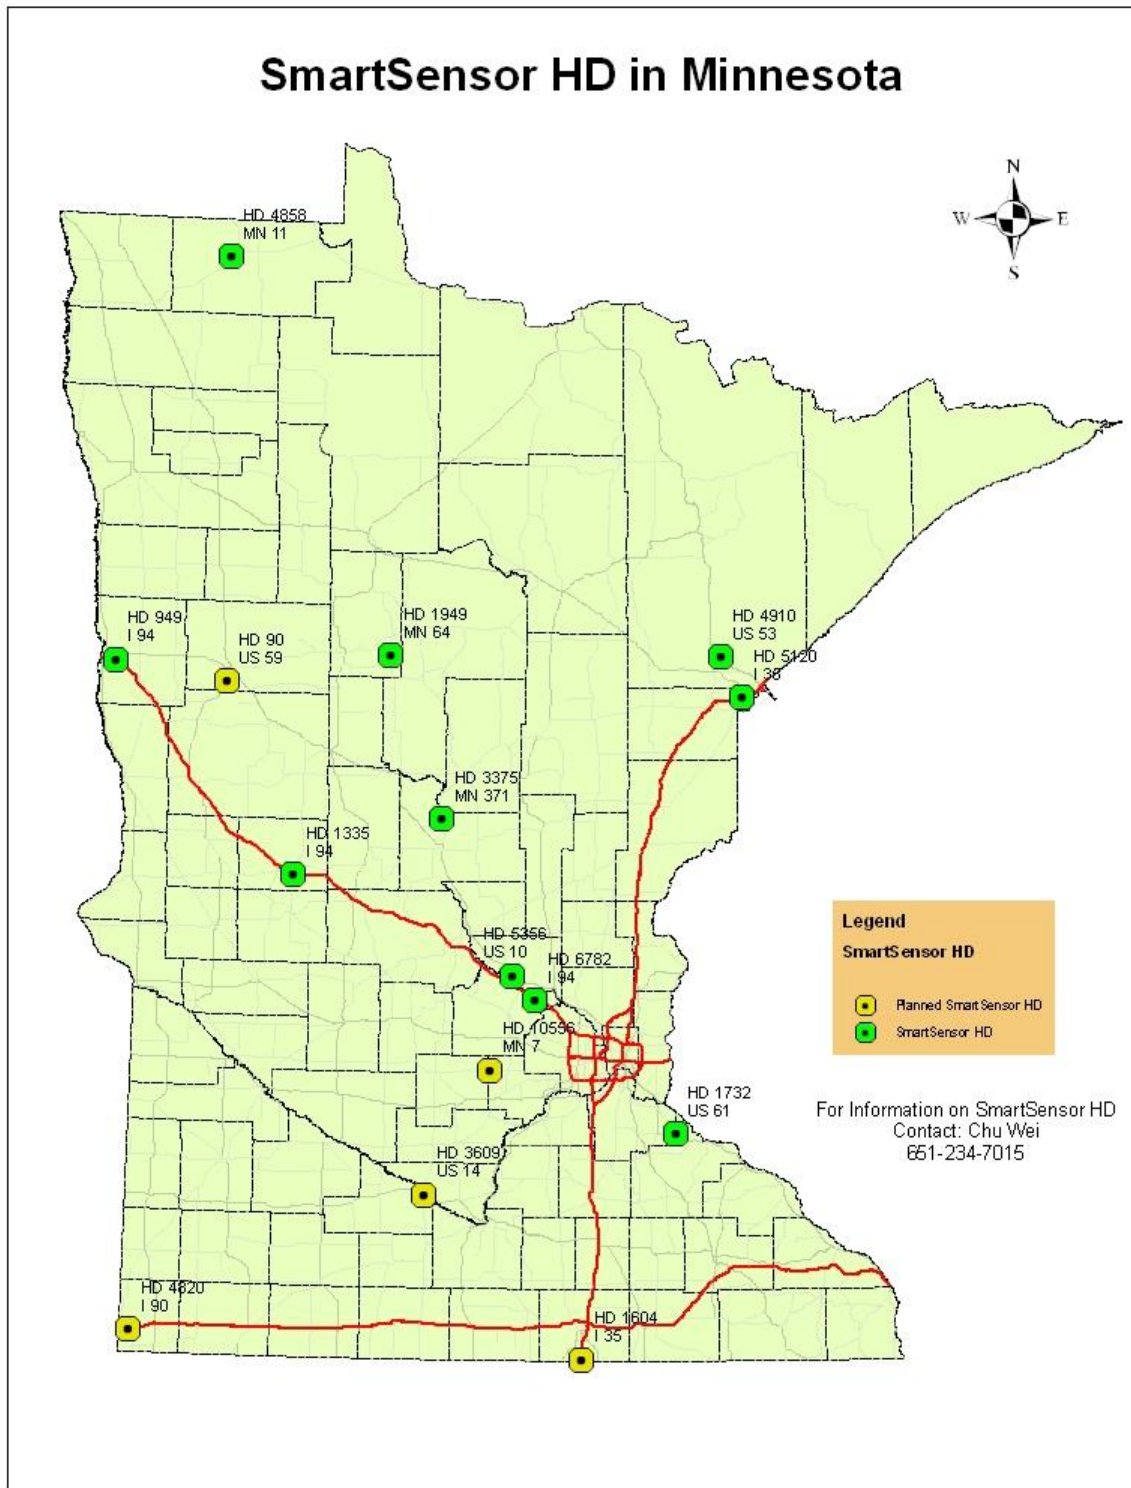 SmartSensor HD in Minnesota
N
W
E
S
HD 4858
MN 11
HD 949
I 94
HD 90
US 59
HD 1949
MN 64
HD 4910
US 53
HD 5120
HD 3375
MN 371
HD 1335
I 94
HD 5356
US 10
HD 6782
I 94
HD 10556
MN 7
HD 1732
US 61
HD 3609
US 14
HD 4820
I 90
HD 1604
I 35
Legend
SmartSensor HD
Planned SmartSensor HD
SmartSensor HD
For Information on SmartSensor HD
Contact: Chu Wei
651-234-7015